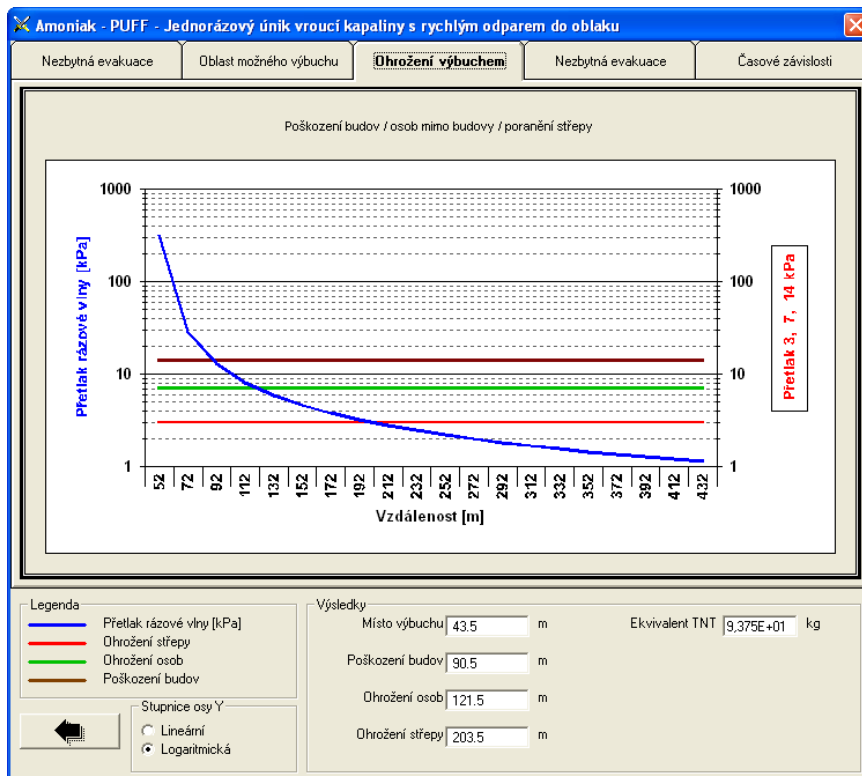 Amoniak - PUFF - Jednorázový únik vroucí kapaliny s rychlým odparem do oblaku
Nezbytná evakuace Oblast možného výbuchu Ohrožení výbuchem Nezbytná evakuace Časové závislosti
Poškození budov / osob mimo budovy / poranění střepy
1000
100
10
1
Přetlak rázové vlny [kPa]
1000
100
10
1
Přetlak 3, 7, 14 kPa
52 72 92 112 132 152 172 192 212 232 252 272 292 312 332 352 372 392 412 432
Vzdálenost [m]
Legenda
Přetlak rázové vlny [kPa]
Ohrožení střepy
Ohrožení osob
Poškození budov
Stupnice osy Y
Lineární
Logaritmická
Výsledky
Místo výbuchu 43.5 m Ekvivalent TNT 9,375E+01 kg
Poškození budov 90.5 m
Ohrožení osob 121.5 m
Ohrožení střepy 203.5 m